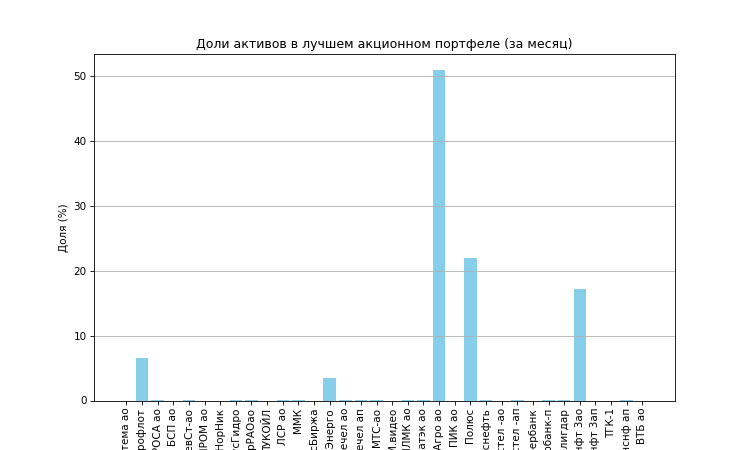 Доли активов в лучшем акционном портфеле (за месяц)
Доля (%)
50
40
30
20
10
0
тема ао
рофлот
РОСА ао
БСП ао
евСт-ао
ПРОМ ао
НорНик
сГидро
рРАОао
ЛУКОЙЛ
ЛСР ао
ММК
сБиржа
Энерго
ечел ао
ечел ап
МТС-ао
М.видео
ЛМК ао
атэк ао
Агро ао
ПИК ао
Полюс
снефть
стел -ао
стел -ап
ербанк
рбанк-п
лигдар
нфт 3ао
нфт 3ап
ТГК-1
нснф ап
ВТБ ао